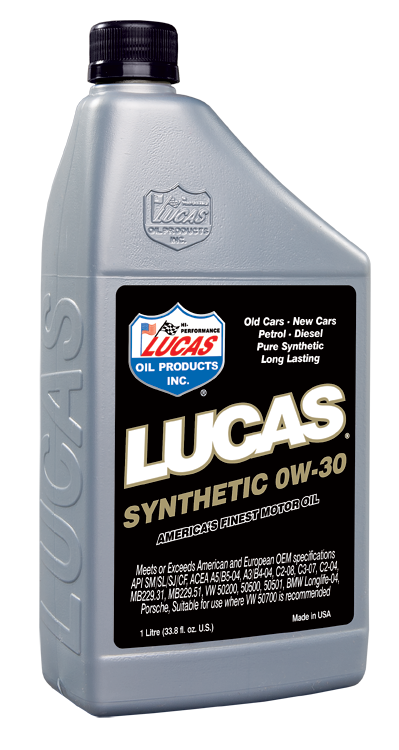 LUCAS
OIL PRODUCTS
INC.
LUCAS
HI-
PERFORMANCE
LUCAS
OIL PRODUCTS
INC.
®
Old Cars · New Cars
Petrol · Diesel
Pure Synthetic
Long Lasting
LUCAS®
SYNTHETIC 0W-30
AMERICA'S FINEST MOTOR OIL
Meets or Exceeds American and European OEM specifications
API SM/SL/SJ/CF, ACEA A5/B5-04, A3/B4-04, C2-08, C3-07, C2-04,
MB229.31, MB229.51, VW 50200, 50500, 50501, BMW Longlife-04,
Porsche, Suitable for use where VW 50700 is recommended
1 Litre (33.8 fl. oz. U.S.)
Made in USA